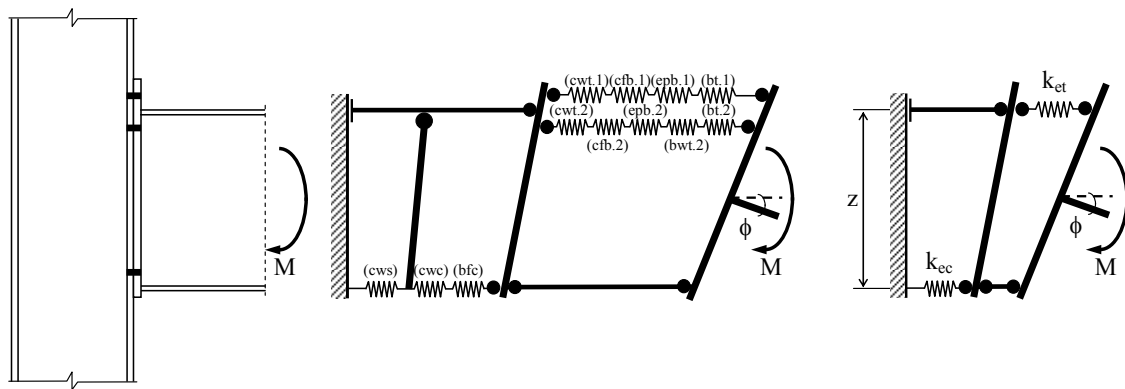 M
(cwt.1) (cfb.1) (epb.1) (bt.1)
(cwt.2) (epb.2) (bt.2)
(cfb.2) (bwt.2)
ϕ
M
(cws) (cwc) (bfc)
k_et
z
ϕ
M
k_ec